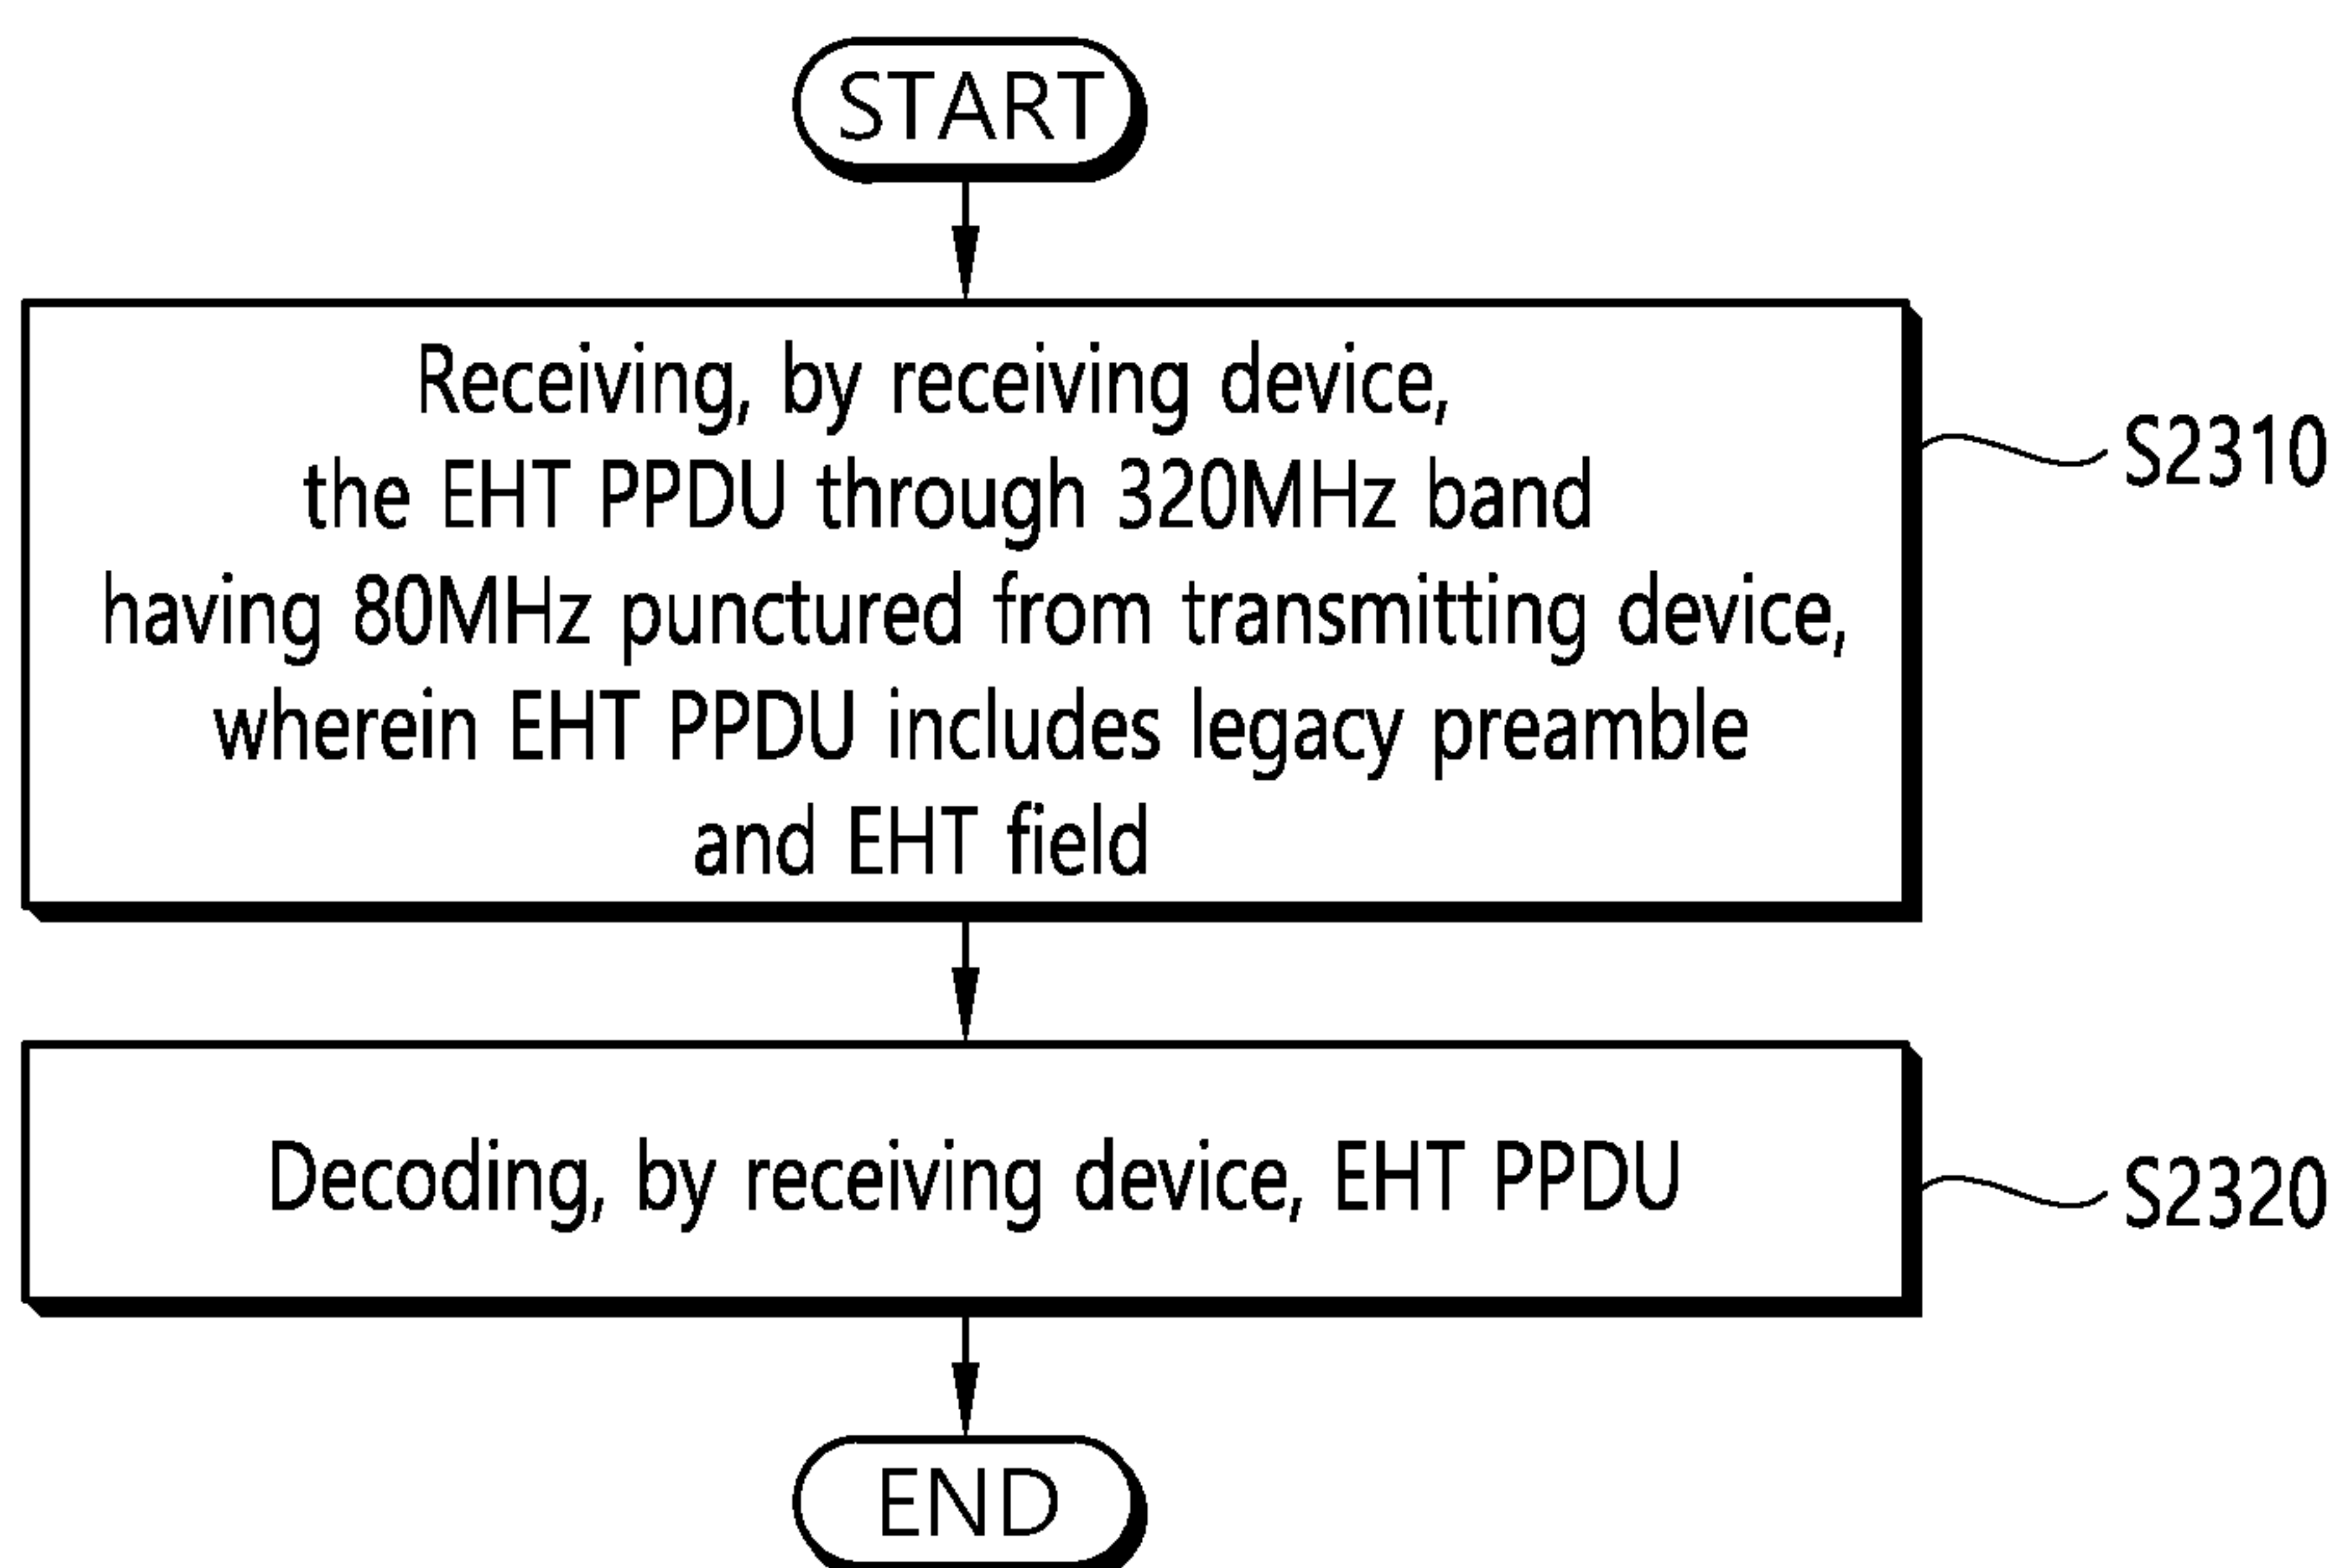 START
Receiving, by receiving device,
the EHT PPDU through 320MHz band
having 80MHz punctured from transmitting device,
wherein EHT PPDU includes legacy preamble
and EHT field
S2310
Decoding, by receiving device, EHT PPDU
S2320
END